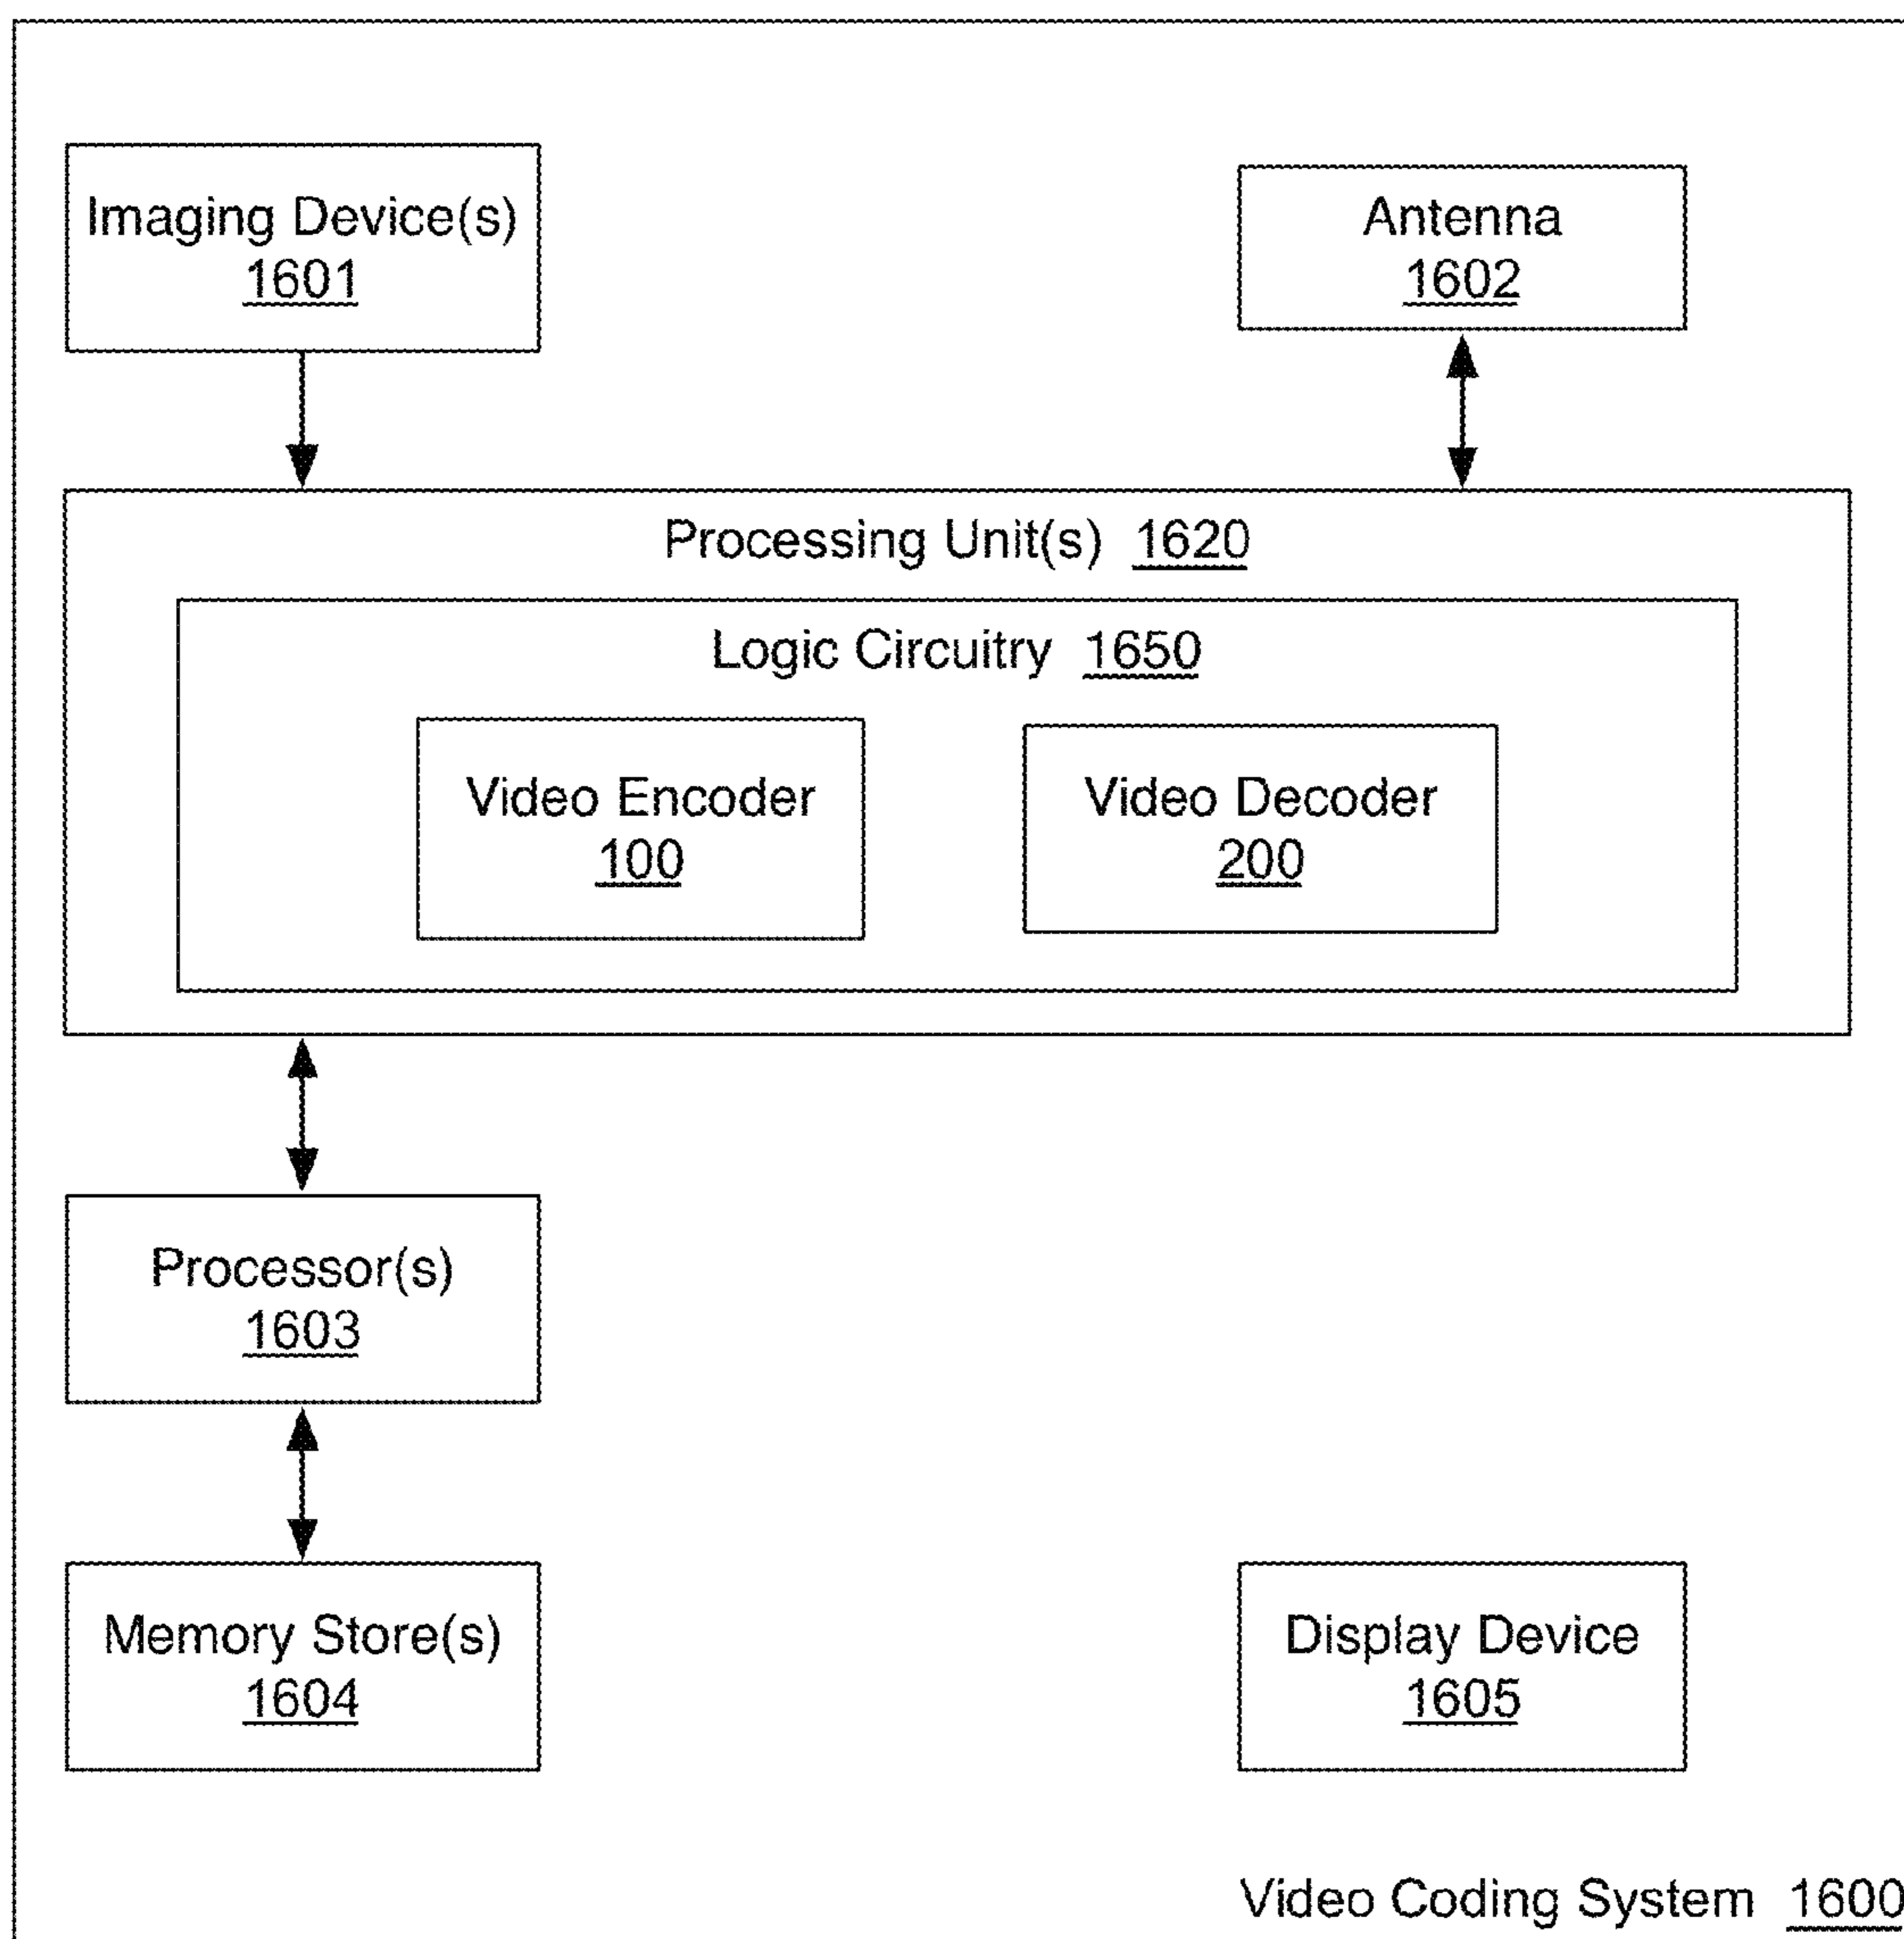 Imaging Device(s)
1601
Antenna
1602
Processing Unit(s) 1620
Logic Circuitry 1650
Video Encoder
100
Video Decoder
200
Processor(s)
1603
Memory Store(s)
1604
Display Device
1605
Video Coding System 1600